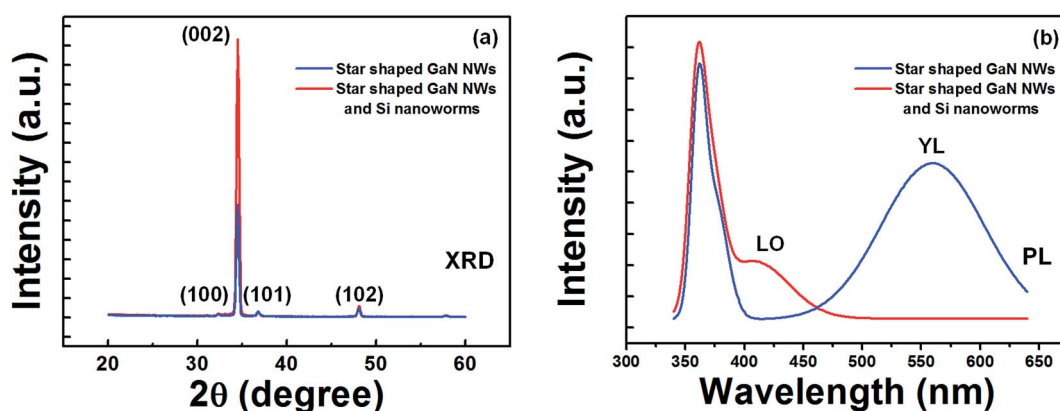 (a)
(002)
Star shaped GaN NWs
Star shaped GaN NWs
and Si nanoworms
XRD
(100)
(101)
(102)
Intensity (a.u.)
20 30 40 50 60
2θ (degree)
(b)
Star shaped GaN NWs
Star shaped GaN NWs
and Si nanoworms
YL
LO
PL
Intensity (a.u.)
300 350 400 450 500 550 600 650
Wavelength (nm)